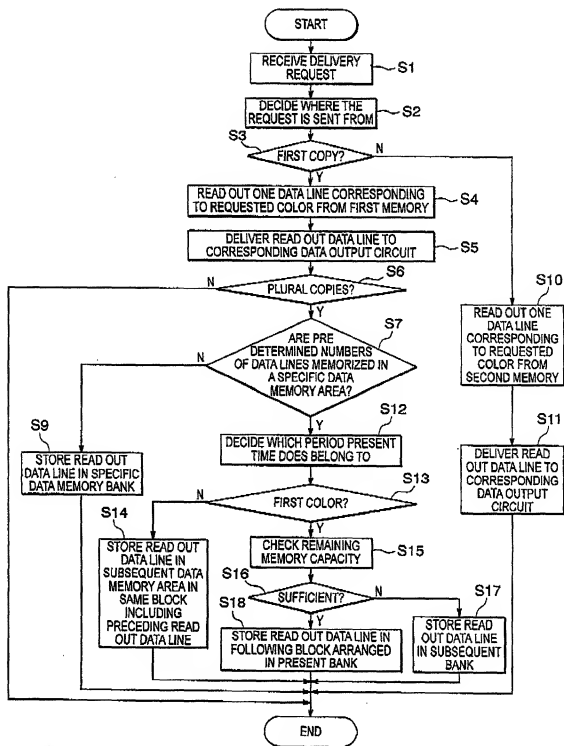 START
RECEIVE DELIVERY
REQUEST
S1
DECIDE WHERE THE
REQUEST IS SENT FROM
S2
S3
FIRST COPY?
N
Y
READ OUT ONE DATA LINE CORRESPONDING
TO REQUESTED COLOR FROM FIRST MEMORY
S4
DELIVER READ OUT DATA LINE TO
CORRESPONDING DATA OUTPUT CIRCUIT
S5
S6
N
PLURAL COPIES?
Y
S10
READ OUT ONE
DATA LINE
CORRESPONDING
TO REQUESTED
COLOR FROM
SECOND MEMORY
S7
N
ARE PRE
DETERMINED NUMBERS
OF DATA LINES MEMORIZED IN
A SPECIFIC DATA
MEMORY AREA?
Y
S9
STORE READ OUT
DATA LINE IN SPECIFIC
DATA MEMORY BANK
S12
DECIDE WHICH PERIOD PRESENT
TIME DOES BELONG TO
S11
DELIVER READ
OUT DATA LINE TO
CORRESPONDING
DATA OUTPUT
CIRCUIT
S13
N
FIRST COLOR?
Y
S14
STORE READ OUT
DATA LINE IN
SUBSEQUENT DATA
MEMORY AREA IN
SAME BLOCK
INCLUDING
PRECEDING READ
OUT DATA LINE
CHECK REMAINING
MEMORY CAPACITY
S15
S16
SUFFICIENT?
N
Y
S17
STORE READ
OUT DATA LINE
IN SUBSEQUENT
BANK
S18
STORE READ OUT DATA LINE IN
FOLLOWING BLOCK ARRANGED
IN PRESENT BANK
END